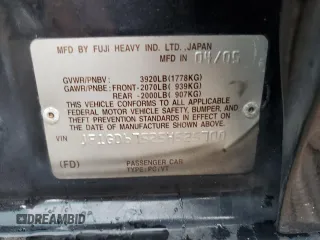 MFD BY FUJI HEAVY IND. LTD. JAPAN
MFD IN 04/05
GVWR/PNBV: 3920LB(1778KG)
GAWR/PNBE:FRONT-2070LB( 939KG)
REAR -2000LB( 907KG)
THIS VEHICLE CONFORMS TO ALL APPLICABLE
FEDERAL MOTOR VEHICLE SAFETY, BUMPER, AND
THEFT PREVENTION STANDARDS IN EFFECT ON
THE DATE OF MANUFACTURE SHOWN ABOVE.
VIN
(FD)
PASSENGER CAR
TYPE:PC/VT
DREAMBID